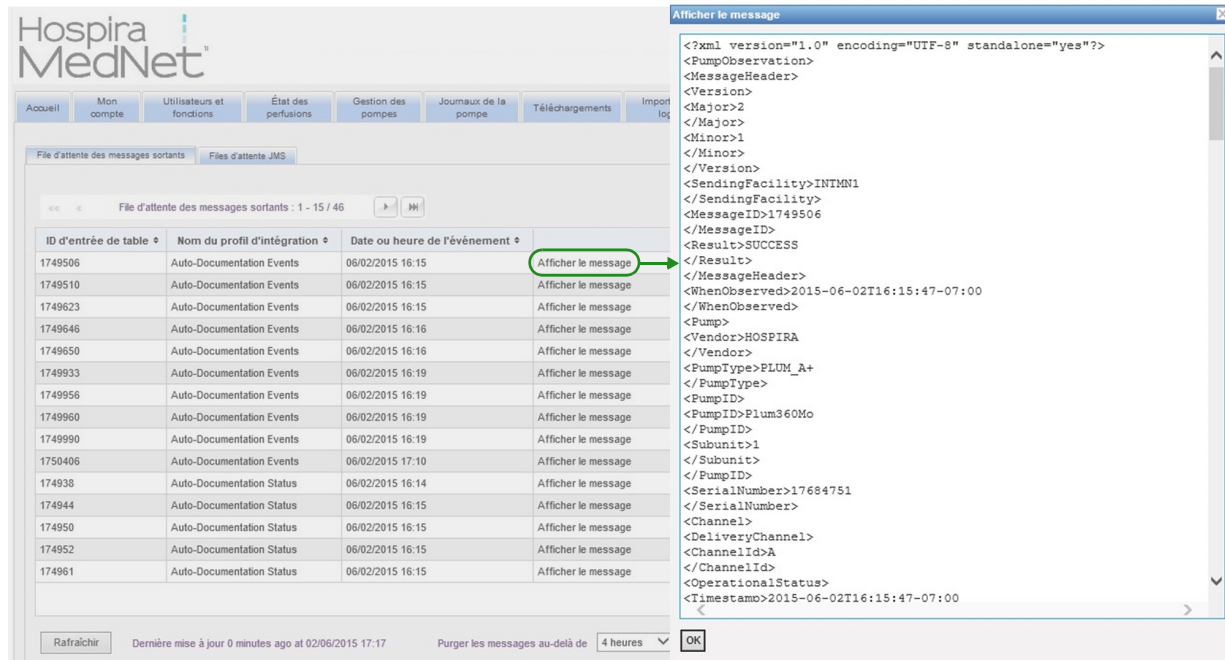 Hospira
MedNet™
Accueil
Mon compte
Utilisateurs et fonctions
État des perfusions
Gestion des pompes
Journaux de la pompe
Téléchargements
File d'attente des messages sortants
Files d'attente JMS
<< < File d'attente des messages sortants : 1 - 15 / 46
ID d'entrée de table Nom du profil d'intégration Date ou heure de l'événement
1749506 Auto-Documentation Events 06/02/2015 16:15 Afficher le message
1749510 Auto-Documentation Events 06/02/2015 16:15 Afficher le message
1749623 Auto-Documentation Events 06/02/2015 16:15 Afficher le message
1749646 Auto-Documentation Events 06/02/2015 16:16 Afficher le message
1749650 Auto-Documentation Events 06/02/2015 16:16 Afficher le message
1749933 Auto-Documentation Events 06/02/2015 16:19 Afficher le message
1749956 Auto-Documentation Events 06/02/2015 16:19 Afficher le message
1749960 Auto-Documentation Events 06/02/2015 16:19 Afficher le message
1749990 Auto-Documentation Events 06/02/2015 16:19 Afficher le message
1750406 Auto-Documentation Events 06/02/2015 17:10 Afficher le message
174938 Auto-Documentation Status 06/02/2015 16:14 Afficher le message
174944 Auto-Documentation Status 06/02/2015 16:15 Afficher le message
174950 Auto-Documentation Status 06/02/2015 16:15 Afficher le message
174952 Auto-Documentation Status 06/02/2015 16:15 Afficher le message
174961 Auto-Documentation Status 06/02/2015 16:15 Afficher le message
Rafraîchir Dernière mise à jour 0 minutes ago at 02/06/2015 17:17 Purger les messages au-delà de 4 heures
Afficher le message
<?xml version="1.0" encoding="UTF-8" standalone="yes"?>
<PumpObservation>
<MessageHeader>
<Version>
<Major>2
</Major>
<Minor>1
</Minor>
</Version>
<SendingFacility>INTMN1
</SendingFacility>
<MessageID>1749506
</MessageID>
<Result>SUCCESS
</Result>
</MessageHeader>
<WhenObserved>2015-06-02T16:15:47-07:00
</WhenObserved>
<Pump>
<Vendor>HOSPIRA
</Vendor>
<PumpType>PLUM_A+
</PumpType>
<PumpID>
<PumpID>Plum360Mo
</PumpID>
<Subunit>1
</Subunit>
</PumpID>
<SerialNumber>17684751
</SerialNumber>
<Channel>
<DeliveryChannel>
<ChannelId>A
</ChannelId>
<OperationalStatus>
<Timestamp>2015-06-02T16:15:47-07:00
OK